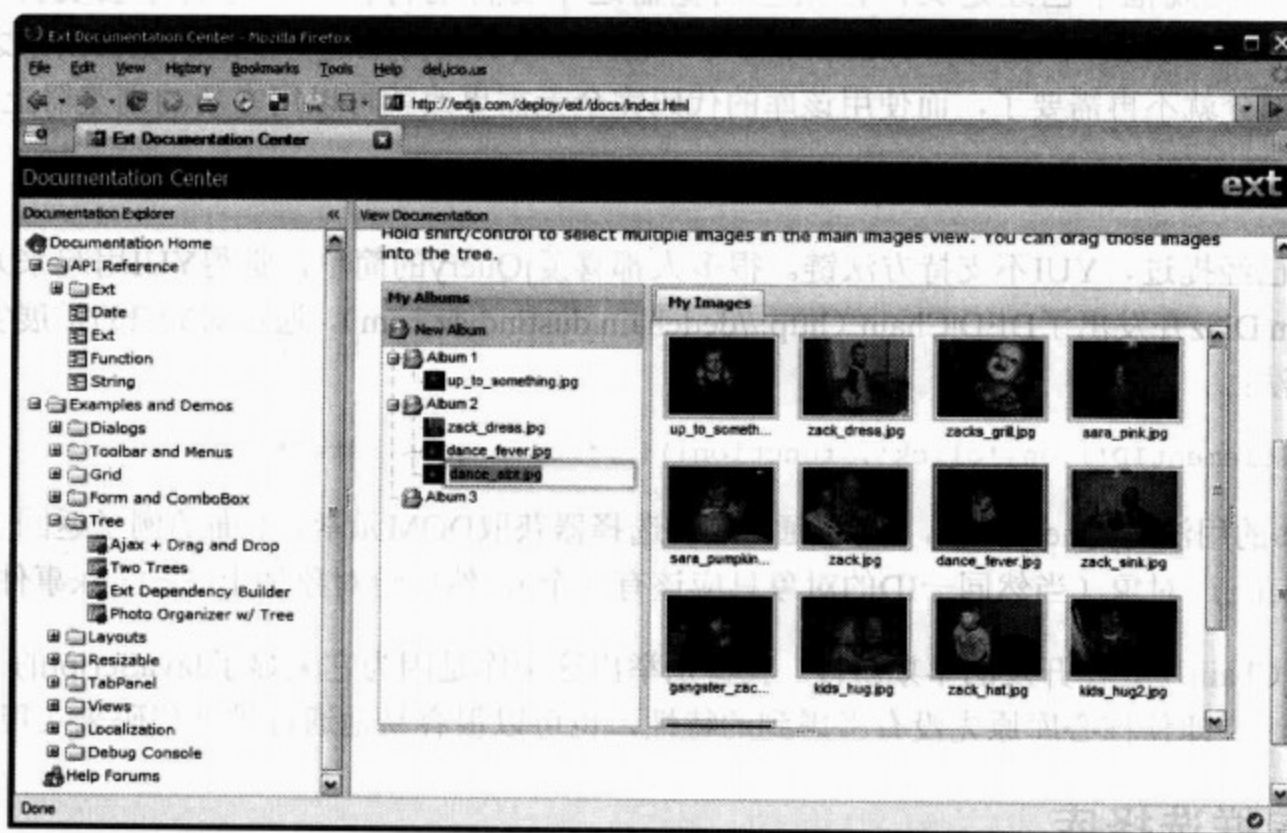 Ext Documentation Center - Mozilla Firefox
File Edit View History Bookmarks Tools Help del.icio.us
http://extjs.com/deploy/ext/docs/index.html
Ext Documentation Center
Documentation Center
ext
Documentation Explorer
Documentation Home
API Reference
Ext
Date
Ext
Function
String
Examples and Demos
Dialogs
Toolbar and Menus
Grid
Form and ComboBox
Tree
Ajax + Drag and Drop
Two Trees
Ext Dependency Builder
Photo Organizer w/ Tree
Layouts
Resizable
TabPanel
Views
Localization
Debug Console
Help Forums
View Documentation
Hold shift/control to select multiple images in the main images view. You can drag those images
into the tree.
My Albums
New Album
Album 1
up_to_something.jpg
Album 2
zack_dress.jpg
dance_fever.jpg
Album 3
My Images
up_to_someth... zack_dress.jpg zacks_grill.jpg sara_pink.jpg
sara_pumpkin... zack.jpg dance_fever.jpg zack_sink.jpg
gangster_zac... kids_hug.jpg zack_hat.jpg kids_hug2.jpg
Done